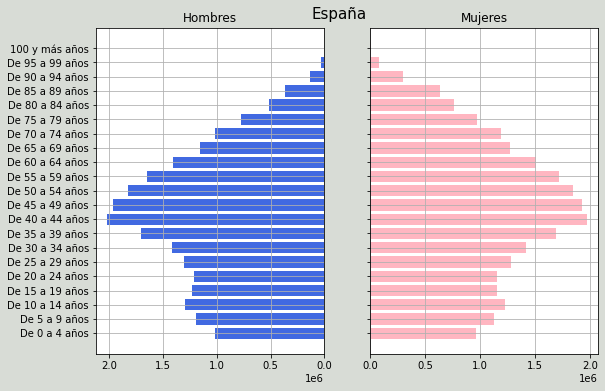 España
Hombres
Mujeres
100 y más años
De 95 a 99 años
De 90 a 94 años
De 85 a 89 años
De 80 a 84 años
De 75 a 79 años
De 70 a 74 años
De 65 a 69 años
De 60 a 64 años
De 55 a 59 años
De 50 a 54 años
De 45 a 49 años
De 40 a 44 años
De 35 a 39 años
De 30 a 34 años
De 25 a 29 años
De 20 a 24 años
De 15 a 19 años
De 10 a 14 años
De 5 a 9 años
De 0 a 4 años
2.0 1.5 1.0 0.5 0.0
1e6
0.0 0.5 1.0 1.5 2.0
1e6